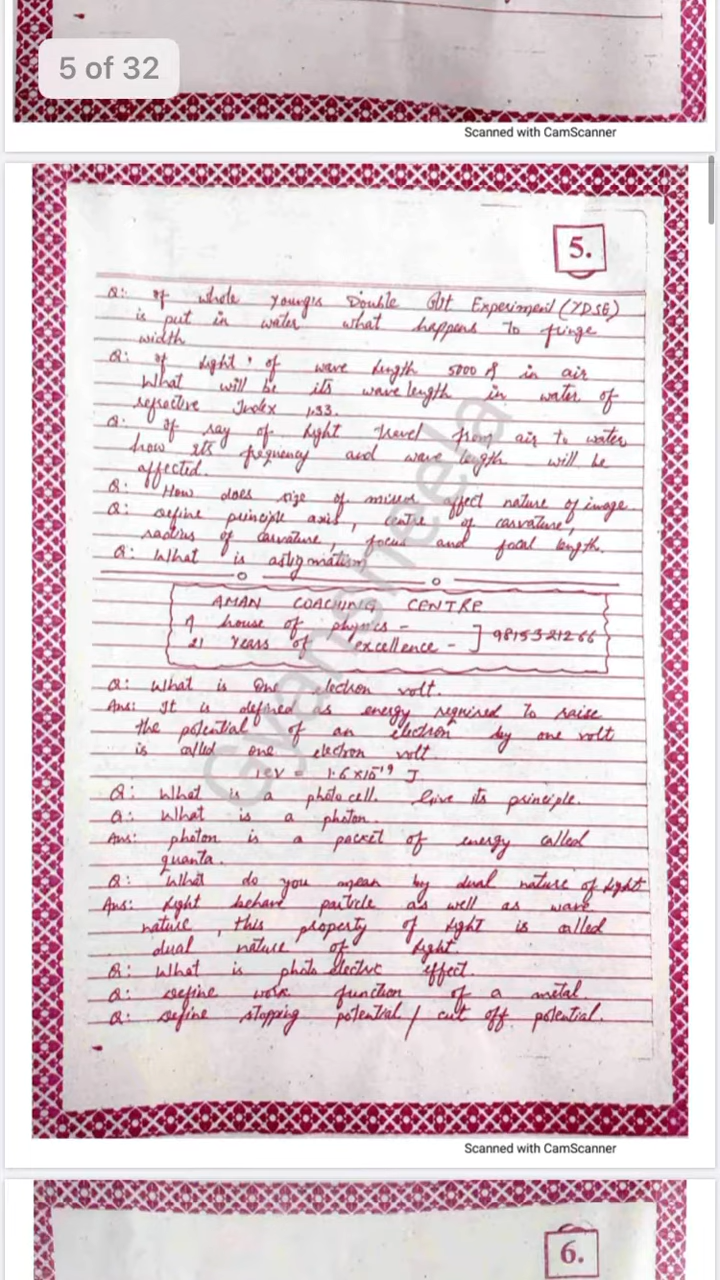 5 of 32
Scanned with CamScanner
5.
Q: If whole Young's Double Slit Experiment (YDSE)
is put in water what happens to fringe
width
Q: If light of wave length 5000 Å in air
What will be its wave length in water of
refractive Index 1.33.
Q: If ray of light travel from air to water
how its frequency and wave length will be
affected.
Q: How does size of mirror affect nature of image.
Q: Define principle axis, centre of carvature,
radius of carvature, focus and focal length.
Q: What is astigmatism
AMAN COACHING CENTRE
A house of physics -
21 Years of excellence - ] 9815321266
Q: What is One electron volt.
Ans: It is defined as energy required to raise
the potential of an electron by one volt
is called one electron volt.
1eV = 1.6×10⁻¹⁹ J
Q: What is a photocell. Give its principle.
Q: What is a photon.
Ans: photon is a packet of energy called
quanta.
Q: What do you mean by dual nature of light
Ans: Light behave particle as well as wave
nature, this property of light is called
dual nature of light.
Q: What is photo electric effect.
Q: Define work function of a metal
Q: Define stopping potential / cut off potential.
Gyansheela
Scanned with CamScanner
6.